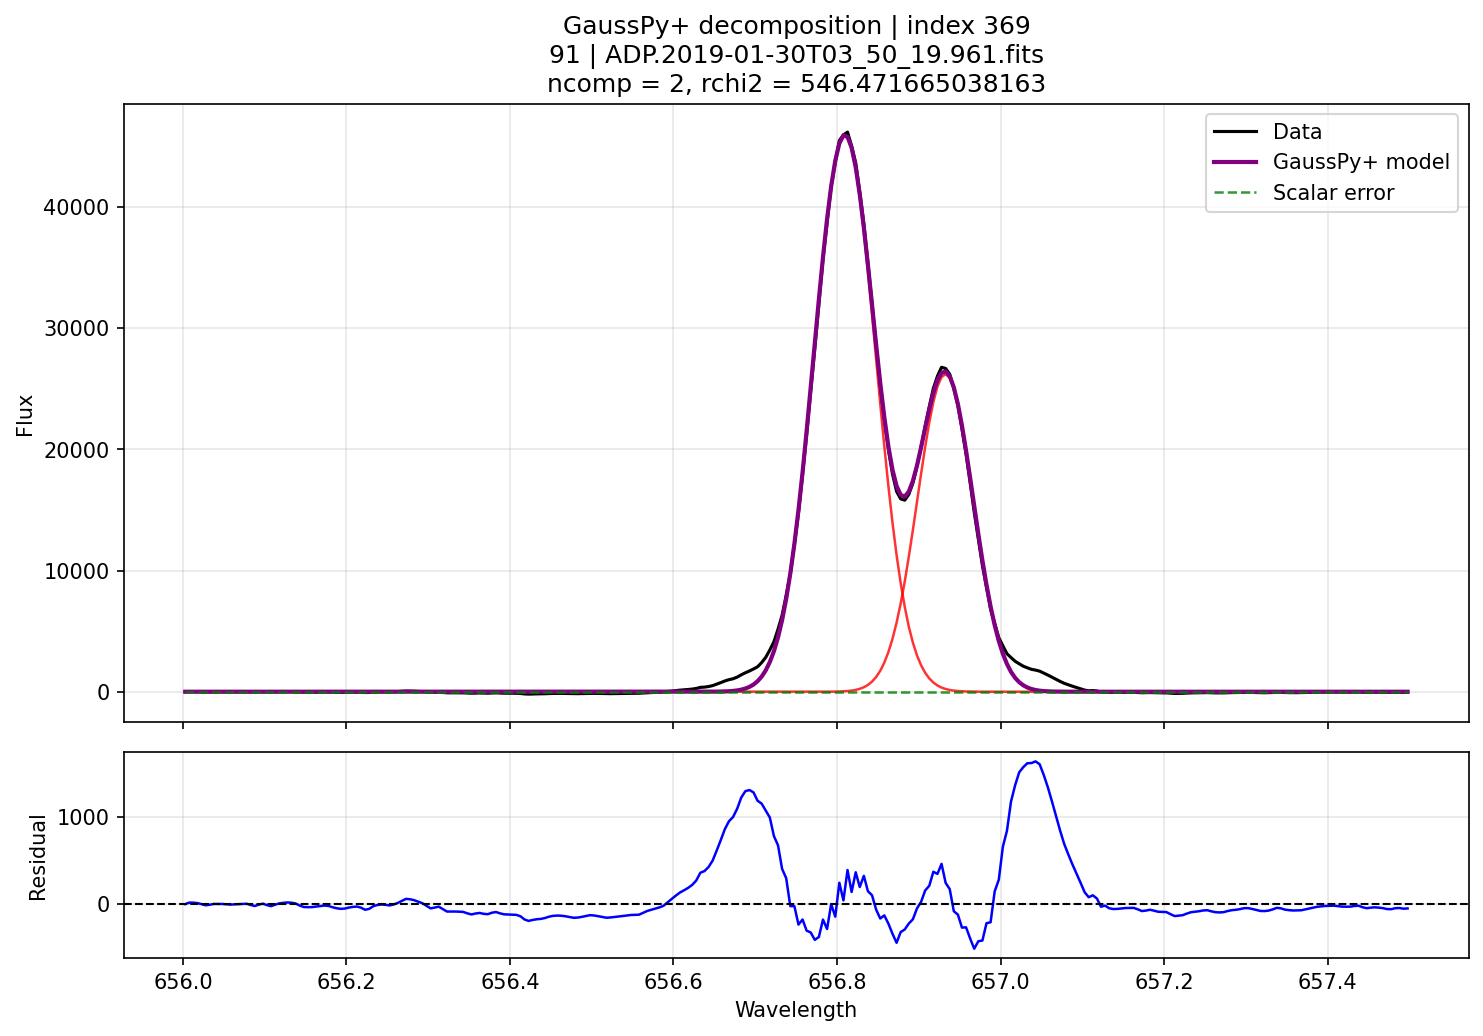 GaussPy+ decomposition | index 369
91 | ADP.2019-01-30T03_50_19.961.fits
ncomp = 2, rchi2 = 546.471665038163
Data
GaussPy+ model
Scalar error
Flux
40000
30000
20000
10000
0
Residual
1000
0
656.0
656.2
656.4
656.6
656.8
657.0
657.2
657.4
Wavelength